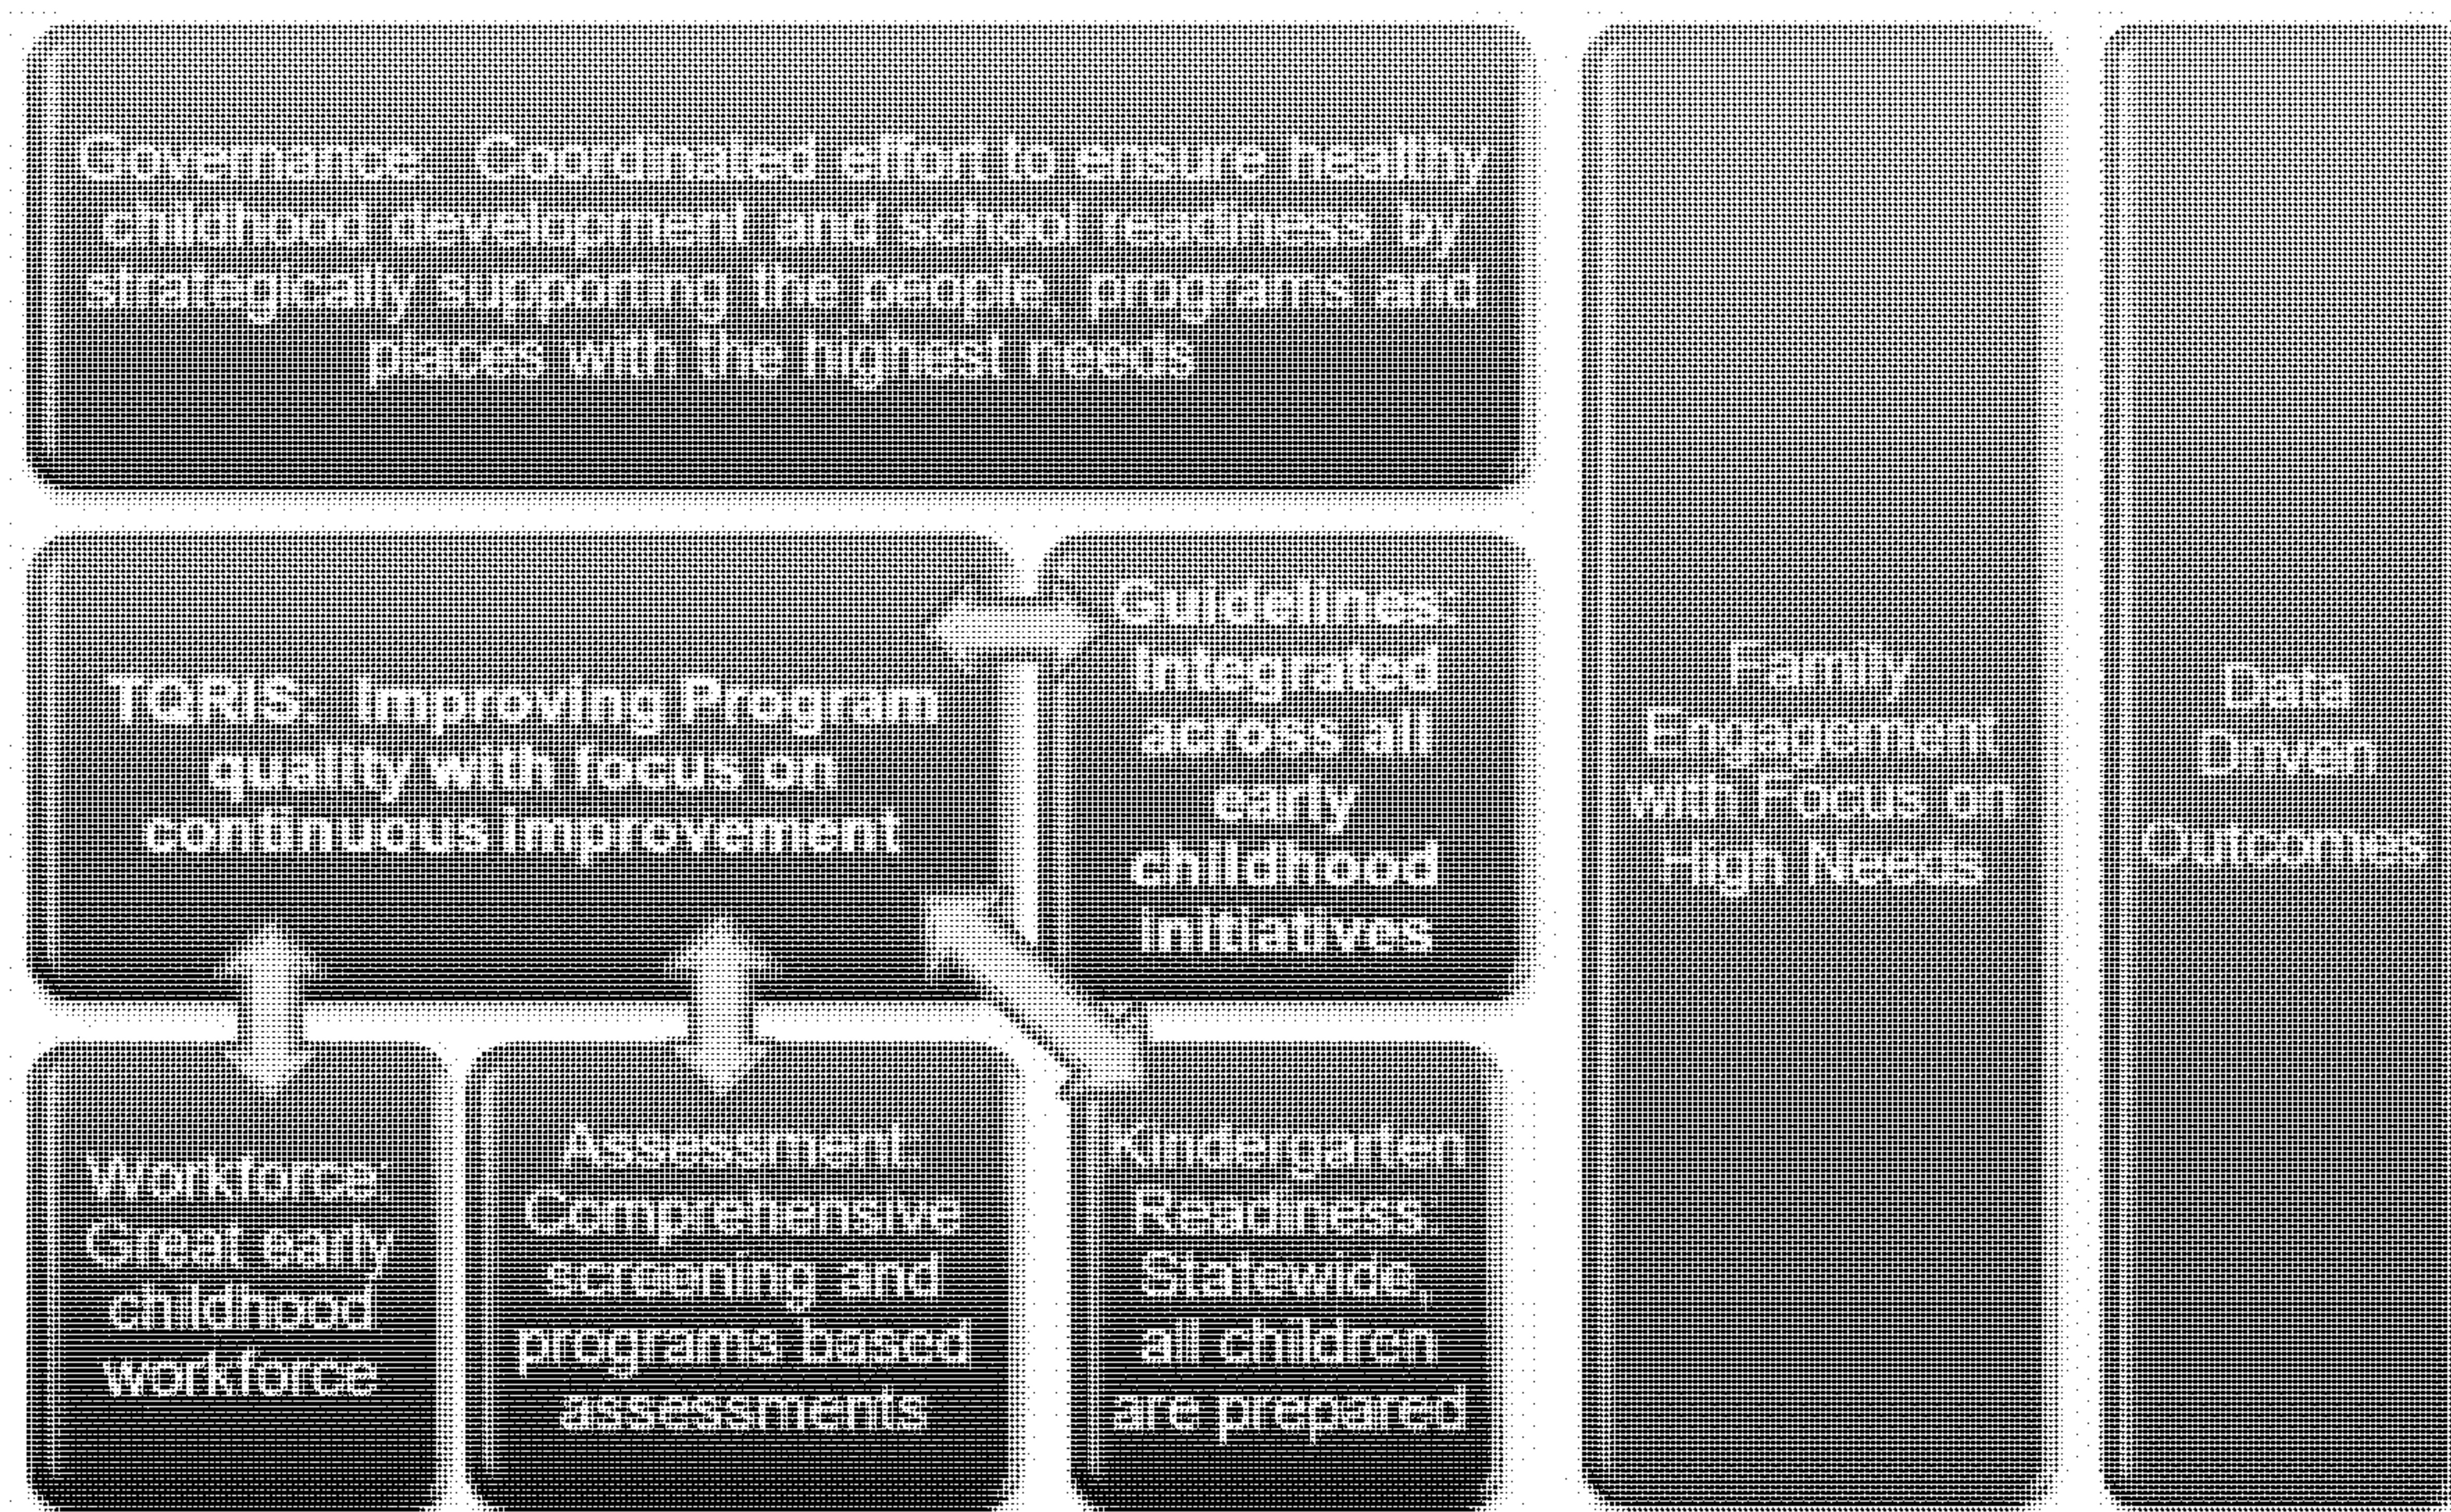 Governance: Coordinated effort to ensure healthy
childhood development and school readiness by
strategically supporting the people, programs and
places with the highest needs
TQRIS: Improving Program
quality with focus on
continuous improvement
Guidelines:
Integrated
across all
early
childhood
initiatives
Workforce:
Great early
childhood
workforce
Assessment:
Comprehensive
screening and
programs based
assessments
Kindergarten
Readiness:
Statewide,
all children
are prepared
Family
Engagement
with Focus on
High Needs
Data
Driven
Outcomes